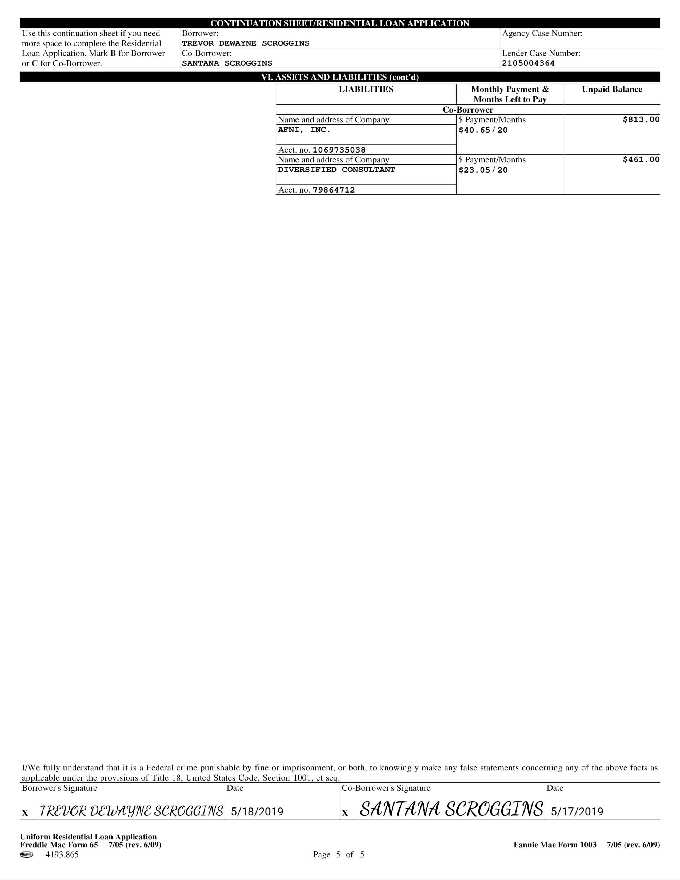 CONTINUATION SHEET/RESIDENTIAL LOAN APPLICATION
Use this continuation sheet if you need
more space to complete the Residential
Loan Application. Mark B for Borrower
or C for Co-Borrower.
Borrower:
TREVOR DEWAYNE SCROGGINS
Co-Borrower:
SANTANA SCROGGINS
Agency Case Number:
Lender Case Number:
2105004364
VI. ASSETS AND LIABILITIES (cont'd)
LIABILITIES
Monthly Payment &
Months Left to Pay
Unpaid Balance
Co-Borrower
Name and address of Company
$ Payment/Months
$813.00
AFNI, INC.
$40.65/20
Acct. no. 1069735038
Name and address of Company
$ Payment/Months
$461.00
DIVERSIFIED CONSULTANT
$23.05/20
Acct. no. 79864712
I/We fully understand that it is a Federal crime punishable by fine or imprisonment, or both, to knowingly make any false statements concerning any of the above facts as
applicable under the provisions of Title 18, United States Code, Section 1001, et seq.
Borrower's Signature Date Co-Borrower's Signature Date
X TREVOR DEWAYNE SCROGGINS 5/18/2019 X SANTANA SCROGGINS 5/17/2019
Uniform Residential Loan Application
Freddie Mac Form 65 7/05 (rev. 6/09)
Fannie Mae Form 1003 7/05 (rev. 6/09)
4193.865
Page 5 of 5